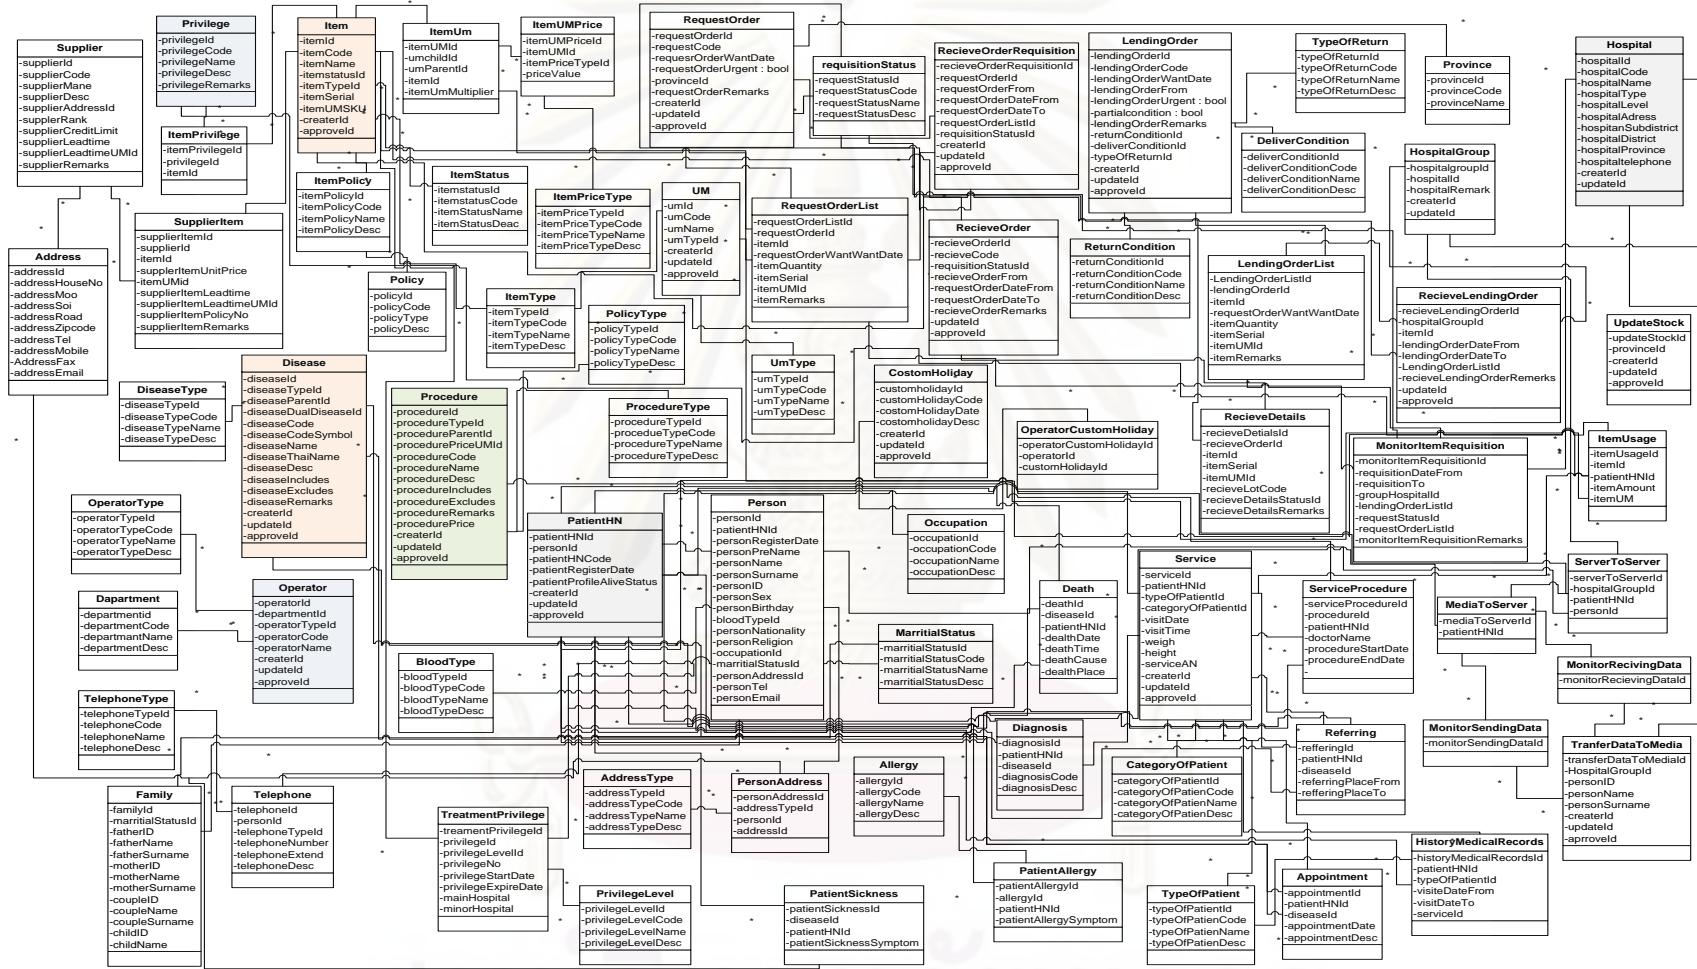 Supplier
-supplierId
-supplierCode
-supplierMane
-supplierDesc
-supplierAddressId
-supplerRank
-supplierCreditLimit
-supplierLeadtime
-supplierLeadtimeUMId
-supplierRemarks
Privilege
-privilegeId
-privilegeCode
-privilegeName
-privilegeDesc
-privilegeRemarks
Item
-itemId
-itemCode
-itemName
-itemstatusId
-itemTypeId
-itemSerial
-itemUMSKU
-createrId
-approveId
ItemUm
-itemUMId
-umchildId
-umParentId
-itemId
-itemUmMultiplier
ItemUMPrice
-itemUMPriceId
-itemUMId
-itemPriceTypeId
-priceValue
RequestOrder
-requestOrderId
-requestCode
-requestOrderWantDate
-requestOrderUrgent : bool
-provinceId
-requestOrderRemarks
-createrId
-updateId
-approveId
requisitionStatus
-requestStatusId
-requestStatusCode
-requestStatusName
-requestStatusDesc
RecieveOrderRequisition
-recieveOrderRequisitionId
-requestOrderId
-requestOrderFrom
-requestOrderDateFrom
-requestOrderDateTo
-requestOrderListId
-requisitionStatusId
-createrId
-updateId
-approveId
LendingOrder
-lendingOrderId
-lendingOrderCode
-lendingOrderWantDate
-lendingOrderFrom
-lendingOrderUrgent : bool
-partialcondition : bool
-lendingOrderRemarks
-returnConditionId
-deliverConditionId
-typeOfReturnId
-createrId
-updateId
-approveId
TypeOfReturn
-typeOfReturnId
-typeOfReturnCode
-typeOfReturnName
-typeOfReturnDesc
Province
-provinceId
-provinceCode
-provinceName
Hospital
-hospitalId
-hospitalCode
-hospitalName
-hospitalType
-hospitalLevel
-hospitalAdress
-hospitanSubdistrict
-hospitalDistrict
-hospitalProvince
-hospitaltelephone
-createrId
-updateId
ItemPrivilege
-itemPrivilegeId
-privilegeId
-itemId
ItemPolicy
-itemPolicyId
-itemPolicyCode
-itemPolicyName
-itemPolicyDesc
ItemStatus
-itemstatusId
-itemstatusCode
-itemStatusName
-itemStatusDeac
ItemPriceType
-itemPriceTypeId
-itemPriceTypeCode
-itemPriceTypeName
-itemPriceTypeDesc
UM
-umId
-umCode
-umName
-umTypeId
-createrId
-updateId
-approveId
RequestOrderList
-requestOrderListId
-requestOrderId
-itemId
-requestOrderWantWantDate
-itemQuantity
-itemSerial
-itemUMId
-itemRemarks
RecieveOrder
-recieveOrderId
-recieveCode
-requisitionStatusId
-recieveOrderFrom
-requestOrderDateFrom
-requestOrderDateTo
-recieveOrderRemarks
-updateId
-approveId
DeliverCondition
-deliverConditionId
-deliverConditionCode
-deliverConditionName
-deliverConditionDesc
HospitalGroup
-hospitalgroupId
-hospitalId
-hospitalRemark
-createrId
-updateId
ReturnCondition
-returnConditionId
-returnConditionCode
-returnConditionName
-returnConditionDesc
LendingOrderList
-LendingOrderListId
-lendingOrderId
-itemId
-requestOrderWantWantDate
-itemQuantity
-itemSerial
-itemUMId
-itemRemarks
RecieveLendingOrder
-recieveLendingOrderId
-hospitalGroupId
-itemId
-lendingOrderDateFrom
-lendingOrderDateTo
-LendingOrderListId
-recieveLendingOrderRemarks
-updateId
-approveId
UpdateStock
-updateStockId
-provinceId
-createrId
-updateId
-approveId
Address
-addressId
-addressHouseNo
-addressMoo
-addressSoi
-addressRoad
-addressZipcode
-addressTel
-addressMobile
-AddressFax
-addressEmail
SupplierItem
-supplierItemId
-supplierId
-itemId
-supplerItemUnitPrice
-itemUMid
-supplierItemLeadtime
-supplierItemLeadtimeUMId
-supplierItemPolicyNo
-supplierItemRemarks
Policy
-policyId
-policyCode
-policyType
-policyDesc
ItemType
-itemTypeId
-itemTypeCode
-itemTypeName
-itemTypeDesc
PolicyType
-policyTypeId
-policyTypeCode
-policyTypeName
-policyTypeDesc
UmType
-umTypeId
-umTypeCode
-umTypeName
-umTypeDesc
CostomHoliday
-customholidayId
-customHolidayCode
-costomHolidayDate
-costomholidayDesc
-createrId
-updateId
-approveId
DiseaseType
-diseaseTypeId
-diseaseTypeCode
-diseaseTypeName
-diseaseTypeDesc
Disease
-diseaseId
-diseaseTypeId
-diseaseParentId
-diseaseDualDiseaseId
-diseaseCode
-diseaseCodeSymbol
-diseaseName
-diseaseThaiName
-diseaseDesc
-diseaseIncludes
-diseaseExcludes
-diseaseRemarks
-createrId
-updateId
-approveId
Procedure
-procedureId
-procedureTypeId
-procedureParentId
-procedurePriceUMId
-procedureCode
-procedureName
-procedureDesc
-procedureIncludes
-procedureExcludes
-procedureRemarks
-procedurePrice
-createrId
-updateId
-approveId
ProcedureType
-procedureTypeId
-procedureTypeCode
-procedureTypeName
-procedureTypeDesc
OperatorCustomHoliday
-operatorCustomHolidayId
-operatorId
-customHolidayId
RecieveDetails
-recieveDetialsId
-recieveOrderId
-itemId
-itemSerial
-itemUMId
-recieveLotCode
-recieveDetailsStatusId
-recieveDetailsRemarks
MonitorItemRequisition
-monitorItemRequisitionId
-requisitionDateFrom
-requisitionTo
-groupHospitalId
-lendingOrderListId
-requestStatusId
-requestOrderListId
-monitorItemRequisitionRemarks
ItemUsage
-itemUsageId
-itemId
-patientHNId
-itemAmount
-itemUM
OperatorType
-operatorTypeId
-operatorTypeCode
-operatorTypeName
-operatorTypeDesc
PatientHN
-patientHNId
-personId
-patientHNCode
-patientRegisterDate
-patientProfileAliveStatus
-createrId
-updateId
-approveId
Person
-personId
-patientHNId
-personRegisterDate
-personPreName
-personName
-personSurname
-personID
-personSex
-personBirthday
-bloodTypeId
-personNationality
-personReligion
-occupationId
-marritialStatusId
-personAddressId
-personTel
-personEmail
Occupation
-occupationId
-occupationCode
-occupationName
-occupationDesc
Death
-deathId
-diseaseId
-patientHNId
-dealthDate
-deathTime
-deathCause
-dealthPlace
Service
-serviceId
-patientHNId
-typeOfPatientId
-categoryOfPatientId
-visitDate
-visitTime
-weigh
-height
-serviceAN
-createrId
-updateId
-approveId
ServiceProcedure
-serviceProcedureId
-procedureId
-patientHNId
-doctorName
-procedureStartDate
-procedureEndDate
-
MediaToServer
-mediaToServerId
-patientHNId
ServerToServer
-serverToServerId
-hospitalGroupId
-patientHNId
-personId
Dapartment
-departmentid
-departmentCode
-departmantName
-departmentDesc
Operator
-operatorId
-departmentId
-operatorTypeId
-operatorCode
-operatorName
-createrId
-updateId
-approveId
BloodType
-bloodTypeId
-bloodTypeCode
-bloodTypeName
-bloodTypeDesc
MarritialStatus
-marritialStatusId
-marritialStatusCode
-marritialStatusName
-marritialStatusDesc
MonitorRecivingData
-monitorRecievingDataId
TelephoneType
-telephoneTypeId
-telephoneCode
-telephoneName
-telephoneDesc
Diagnosis
-diagnosisId
-patientHNId
-diseaseId
-diagnosisCode
-diagnosisDesc
Referring
-refferingId
-patientHNId
-diseaseId
-referringPlaceFrom
-refferingPlaceTo
MonitorSendingData
-monitorSendingDataId
TranferDataToMedia
-transferDataToMediaId
-HospitalGroupId
-personID
-personName
-personSurname
-createrId
-updateId
-approveId
Family
-familyId
-marritialStatusId
-fatherID
-fatherName
-fatherSurname
-motherID
-motherName
-motherSurname
-coupleID
-coupleName
-coupleSurname
-childID
-childName
Telephone
-telephoneId
-personId
-telephoneTypeId
-telephoneNumber
-telephoneExtend
-telephoneDesc
TreatmentPrivilege
-treamentPrivilegeId
-privilegeId
-privilegeLevelId
-privilegeNo
-privilegeStartDate
-privilegeExpireDate
-mainHospital
-minorHospital
AddressType
-addressTypeId
-addressTypeCode
-addressTypeName
-addressTypeDesc
PersonAddress
-personAddressId
-addressTypeId
-personId
-addressId
Allergy
-allergyId
-allergyCode
-allergyName
-allergyDesc
CategoryOfPatient
-categoryOfPatientId
-categoryOfPatienCode
-categoryOfPatienName
-categoryOfPatienDesc
HistoryMedicalRecords
-historyMedicalRecordsId
-patientHNId
-typeOfPatientId
-visiteDateFrom
-visitDateTo
-serviceId
PrivilegeLevel
-privilegeLevelId
-privilegeLevelCode
-privilegeLevelName
-privilegeLevelDesc
PatientSickness
-patientSicknessId
-diseaseId
-patientHNId
-patientSicknessSymptom
PatientAllergy
-patientAllergyId
-allergyId
-patientHNId
-patientAllergySymptom
TypeOfPatient
-typeOfPatientId
-typeOfPatienCode
-typeOfPatienName
-typeOfPatienDesc
Appointment
-appointmentId
-patientHNId
-diseaseId
-appointmentDate
-appointmentDesc